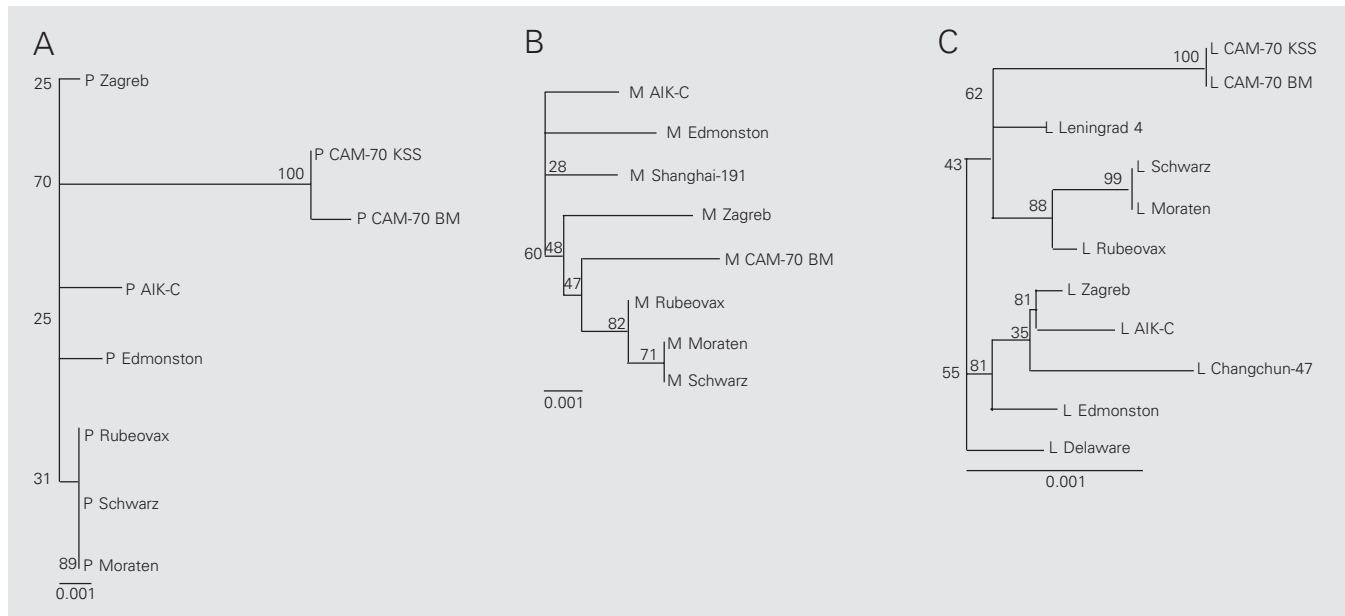 A
25
P Zagreb
P CAM-70 KSS
100
70
P CAM-70 BM
P AIK-C
25
P Edmonston
P Rubeovax
31
P Schwarz
89
P Moraten
0.001
B
M AIK-C
M Edmonston
28
M Shanghai-191
M Zagreb
60
48
M CAM-70 BM
47
M Rubeovax
82
M Moraten
71
M Schwarz
0.001
C
L CAM-70 KSS
100
L CAM-70 BM
62
L Leningrad 4
43
L Schwarz
99
L Moraten
88
L Rubeovax
L Zagreb
81
L AIK-C
35
L Changchun-47
55
81
L Edmonston
L Delaware
0.001